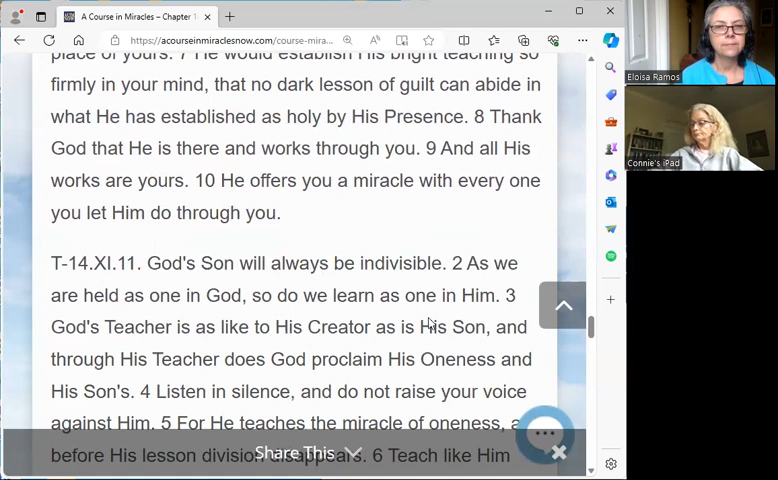 A Course in Miracles – Chapter 1
https://acourseinmiraclesnow.com/course-mira...
Eloisa Ramos
Connie's iPad
place of yours. 7 He would establish His bright teaching so
firmly in your mind, that no dark lesson of guilt can abide in
what He has established as holy by His Presence. 8 Thank
God that He is there and works through you. 9 And all His
works are yours. 10 He offers you a miracle with every one
you let Him do through you.
T-14.XI.11. God's Son will always be indivisible. 2 As we
are held as one in God, so do we learn as one in Him. 3
God's Teacher is as like to His Creator as is His Son, and
through His Teacher does God proclaim His Oneness and
His Son's. 4 Listen in silence, and do not raise your voice
against Him. 5 For He teaches the miracle of oneness, a
before His lesson division disappears. 6 Teach like Him
Share This